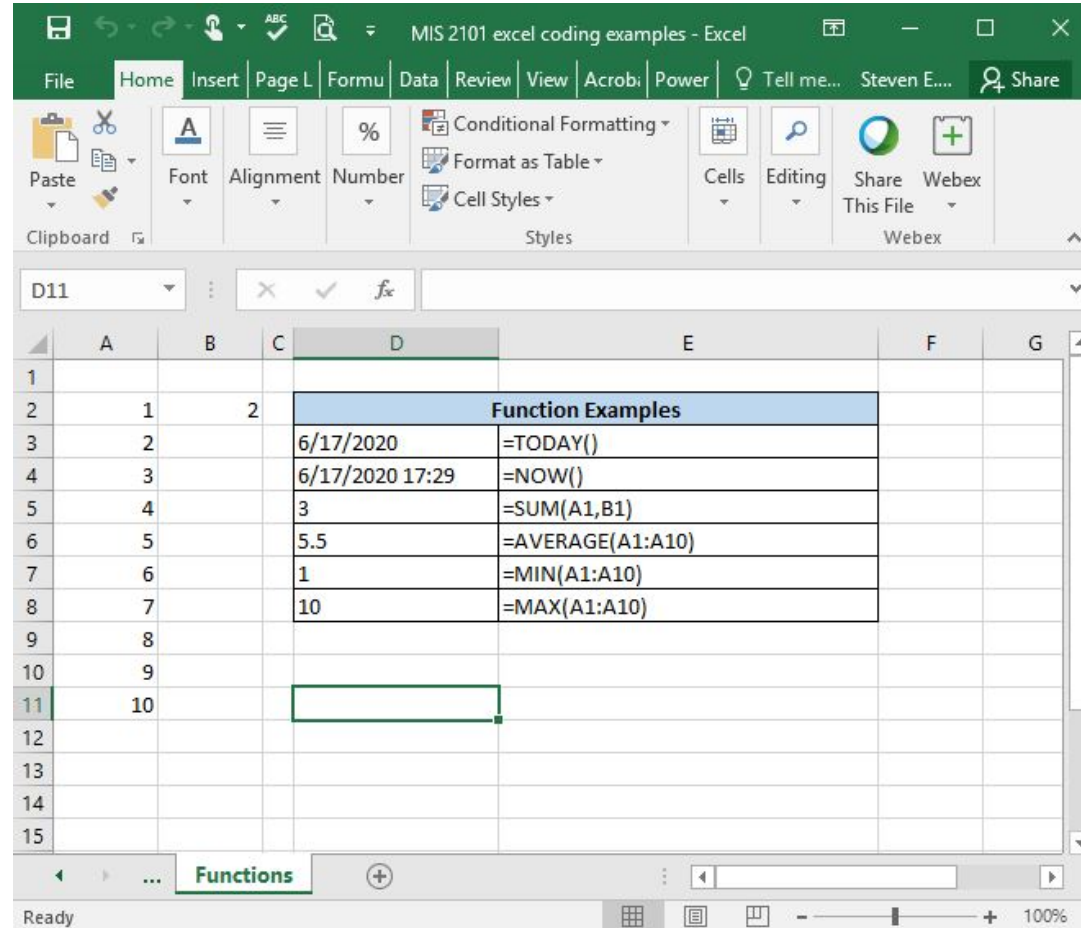 ABC
MIS 2101 excel coding examples - Excel
File Home Insert Page L Formu Data Review View Acrob Power Tell me... Steven E.... Share
Paste Font Alignment Number Conditional Formatting Cells Editing Share This File Webex
Format as Table
Cell Styles
Clipboard Styles Webex
D11 fx
A B C D E F G
1
2 1 2 Function Examples
3 2 6/17/2020 =TODAY()
4 3 6/17/2020 17:29 =NOW()
5 4 3 =SUM(A1,B1)
6 5 5.5 =AVERAGE(A1:A10)
7 6 1 =MIN(A1:A10)
8 7 10 =MAX(A1:A10)
9 8
10 9
11 10
12
13
14
15
... Functions
Ready 100%